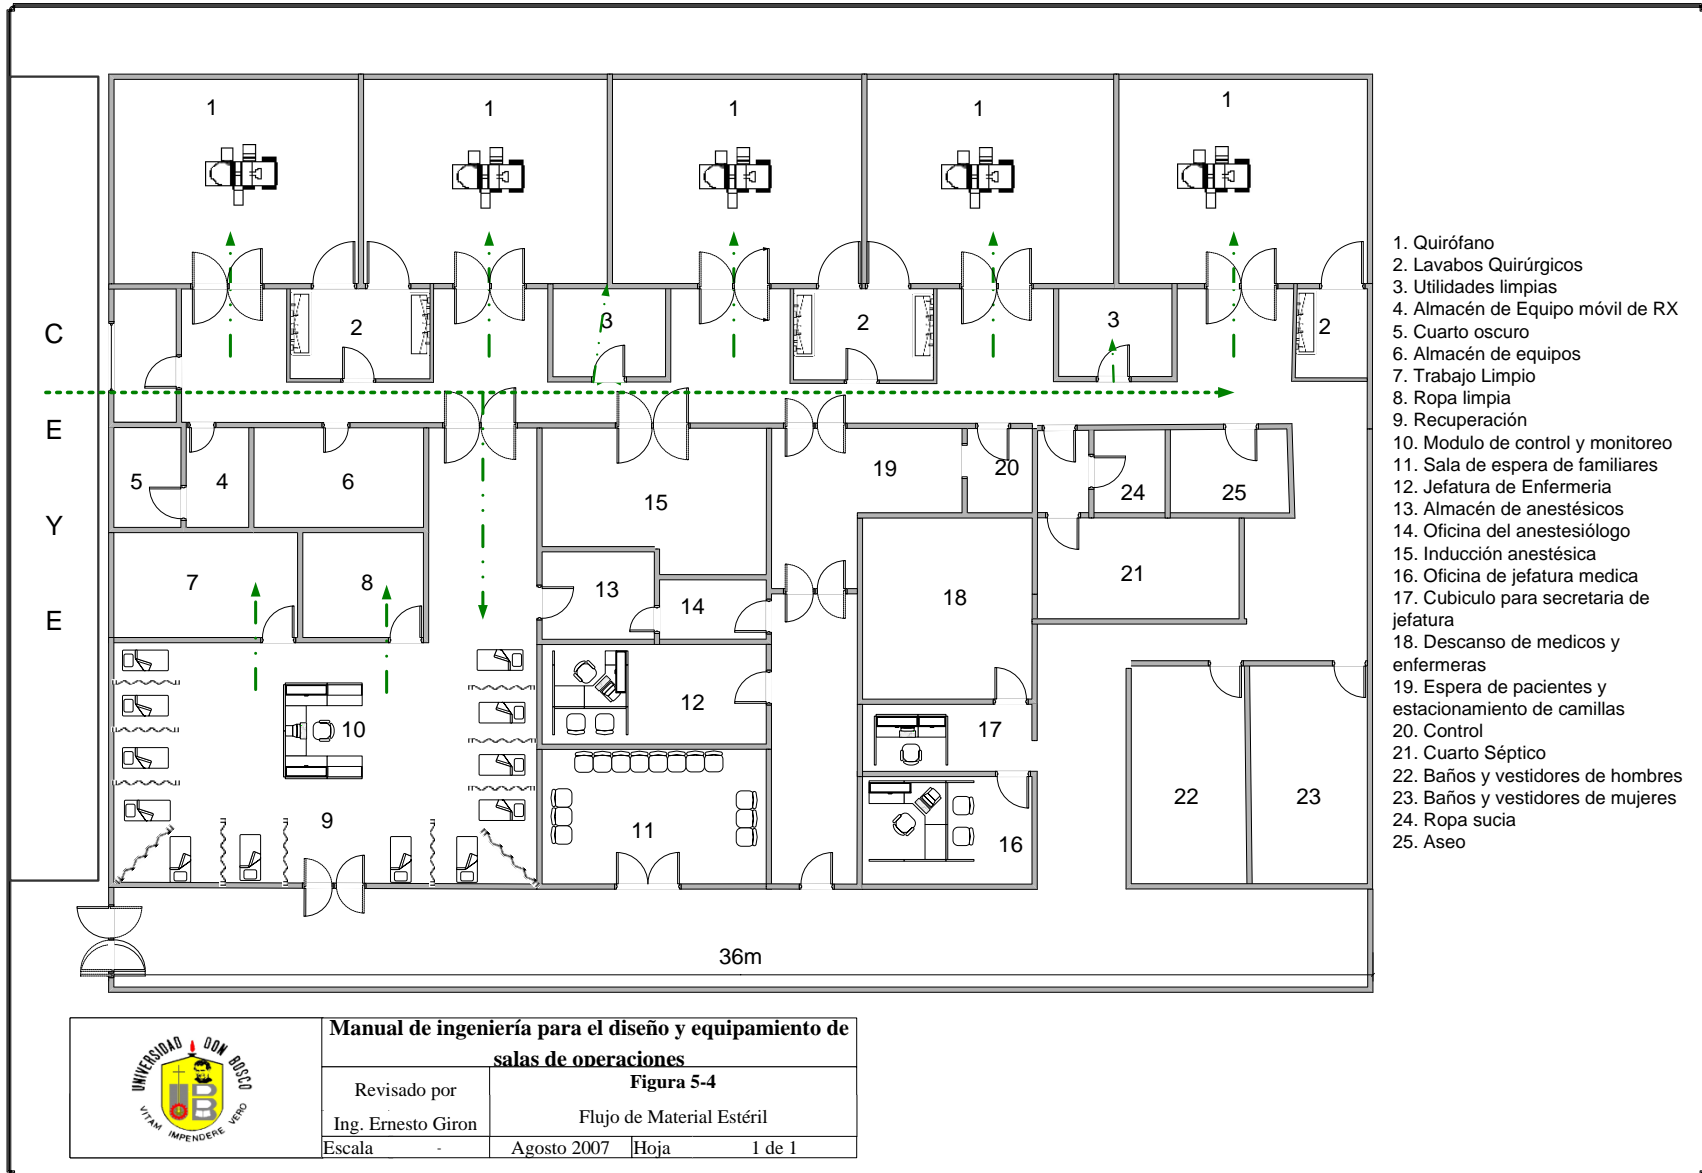 1
1
1
1
1
2
3
2
3
2
C
E
Y
E
5
4
6
15
19
20
24
25
7
8
13
14
18
21
10
12
17
9
11
16
22
23
36m
1. Quirófano
2. Lavabos Quirúrgicos
3. Utilidades limpias
4. Almacén de Equipo móvil de RX
5. Cuarto oscuro
6. Almacén de equipos
7. Trabajo Limpio
8. Ropa limpia
9. Recuperación
10. Modulo de control y monitoreo
11. Sala de espera de familiares
12. Jefatura de Enfermeria
13. Almacén de anestésicos
14. Oficina del anestesiólogo
15. Inducción anestésica
16. Oficina de jefatura medica
17. Cubiculo para secretaria de
jefatura
18. Descanso de medicos y
enfermeras
19. Espera de pacientes y
estacionamiento de camillas
20. Control
21. Cuarto Séptico
22. Baños y vestidores de hombres
23. Baños y vestidores de mujeres
24. Ropa sucia
25. Aseo
UNIVERSIDAD DON BOSCO
VITAM IMPENDERE VERO
Manual de ingeniería para el diseño y equipamiento de
salas de operaciones
Revisado por
Ing. Ernesto Giron
Figura 5-4
Flujo de Material Estéril
Escala -
Agosto 2007
Hoja 1 de 1